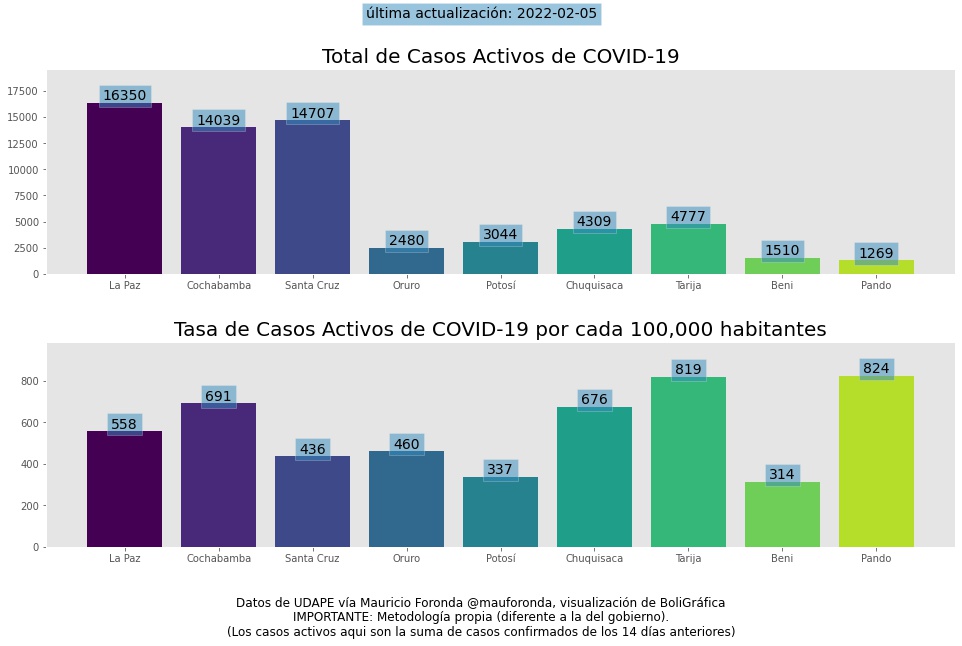 última actualización: 2022-02-05
Total de Casos Activos de COVID-19
17500
15000
12500
10000
7500
5000
2500
0
16350
14039
14707
2480
3044
4309
4777
1510
1269
La Paz
Cochabamba
Santa Cruz
Oruro
Potosí
Chuquisaca
Tarija
Beni
Pando
Tasa de Casos Activos de COVID-19 por cada 100,000 habitantes
800
600
400
200
0
558
691
436
460
337
676
819
314
824
La Paz
Cochabamba
Santa Cruz
Oruro
Potosí
Chuquisaca
Tarija
Beni
Pando
Datos de UDAPE vía Mauricio Foronda @mauforonda, visualización de BoliGráfica
IMPORTANTE: Metodología propia (diferente a la del gobierno).
(Los casos activos aqui son la suma de casos confirmados de los 14 días anteriores)